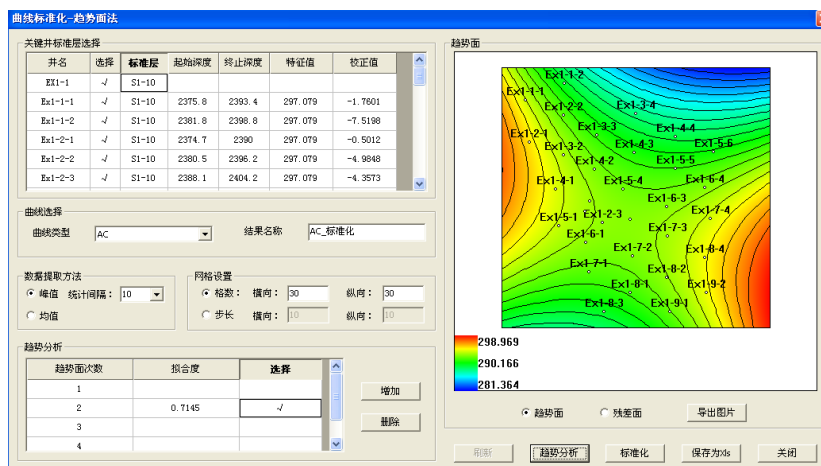 曲线标准化-趋势面法
关键井标准层选择
井名 选择 标准层 起始深度 终止深度 特征值 校正值
EX1-1 √ S1-10
Ex1-1-1 √ S1-10 2375.8 2393.4 297.079 -1.7601
Ex1-1-2 √ S1-10 2381.8 2398.8 297.079 -7.5198
Ex1-2-1 √ S1-10 2374.7 2390 297.079 -0.5012
Ex1-2-2 √ S1-10 2380.5 2396.2 297.079 -4.9848
Ex1-2-3 √ S1-10 2388.1 2404.2 297.079 -4.3573
曲线选择
曲线类型 AC 结果名称 AC_标准化
数据提取方法
峰值 统计间隔: 10
均值
网格设置
格数: 横向: 30 纵向: 30
步长 横向: 10 纵向: 10
趋势分析
趋势面次数 拟合度 选择
1
2 0.7145 √
3
4
增加
删除
趋势面
Ex1-1-2
Ex1-1-1
Ex1-2-2 Ex1-3-4
Ex1-2-1 Ex1-3-3 Ex1-4-4
Ex1-3-2 Ex1-4-3 Ex1-5-6
Ex1-4-2 Ex1-5-5
Ex1-4-1 Ex1-5-4 Ex1-6-4
Ex1-6-3
Ex1-5-1 Ex1-2-3 Ex1-7-4
Ex1-6-1 Ex1-7-3
Ex1-7-2 Ex1-8-4
Ex1-7-1 Ex1-8-2
Ex1-8-1 Ex1-9-2
Ex1-8-3 Ex1-9-1
298.969
290.166
281.364
趋势面 残差面 导出图片
刷新 趋势分析 标准化 保存为Xls 关闭